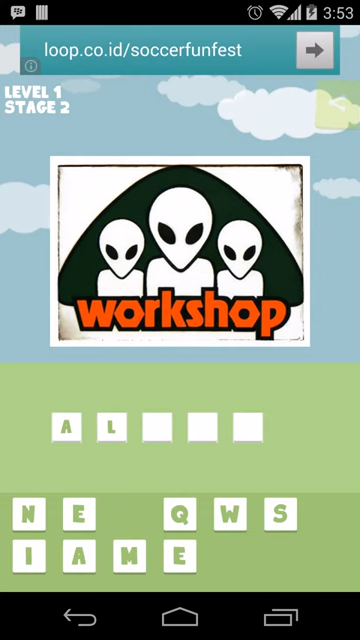 3:53
loop.co.id/soccerfunfest
LEVEL 1
STAGE 2
workshop
A L
N E Q W S
I A M E